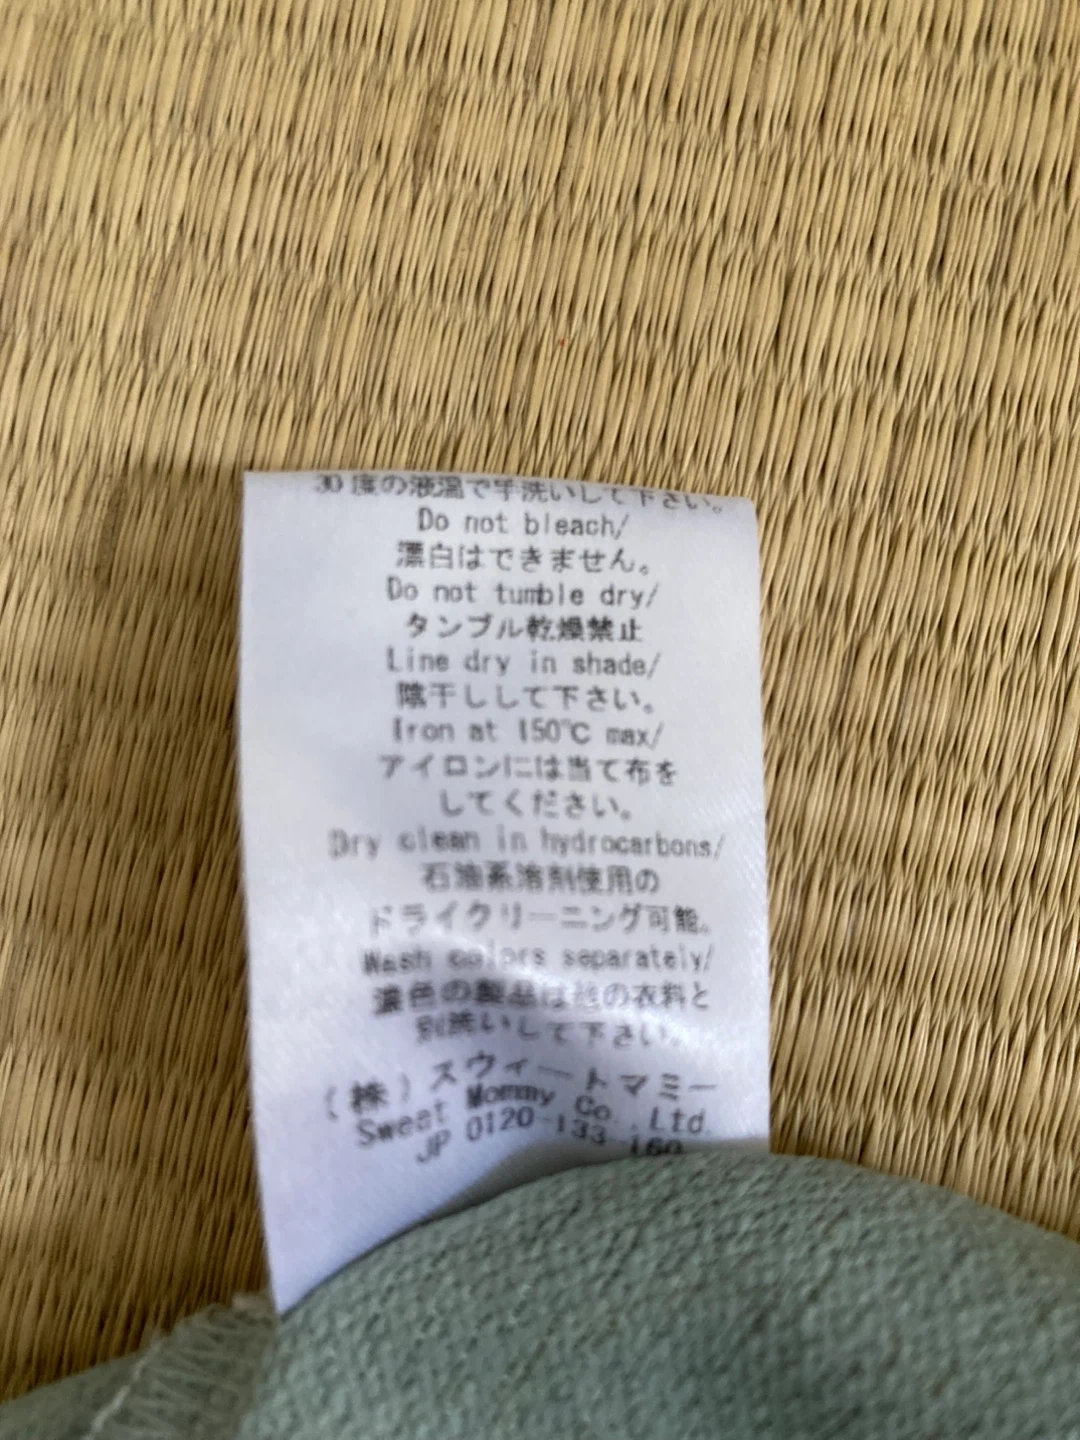 30度の液温で手洗いして下さい。
Do not bleach/
漂白はできません。
Do not tumble dry/
タンブル乾燥禁止
Line dry in shade/
陰干 しして下さい。
Iron at 150℃ max/
アイロンには当て布を
してください。
Dry clean in hydrocarbons/
石油系溶剤使用の
ドライクリーニング可能。
Wash colors separately/
濃色の製品は他の衣料と
別洗いして下さい。
(株)スウィートマミー
Sweet Mommy Co.,Ltd.
JP 0120-133-160